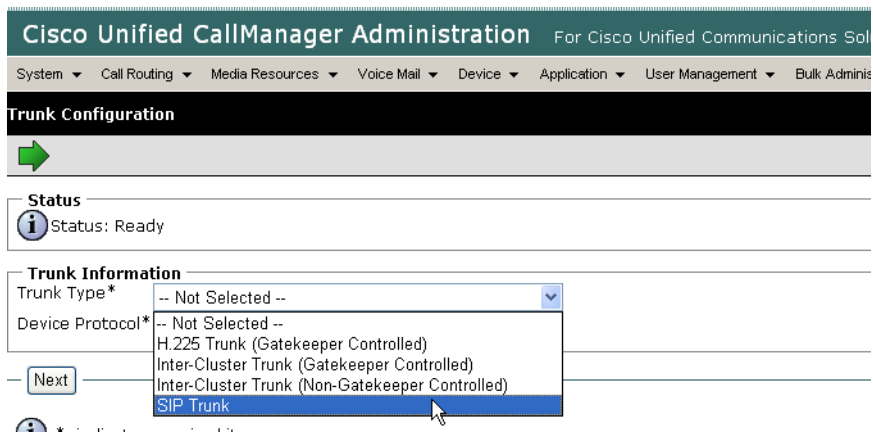 Cisco Unified CallManager Administration For Cisco Unified Communications Sol
System Call Routing Media Resources Voice Mail Device Application User Management Bulk Adminis
Trunk Configuration
Status
Status: Ready
Trunk Information
Trunk Type* -- Not Selected --
Device Protocol* -- Not Selected --
H.225 Trunk (Gatekeeper Controlled)
Inter-Cluster Trunk (Gatekeeper Controlled)
Inter-Cluster Trunk (Non-Gatekeeper Controlled)
SIP Trunk
Next